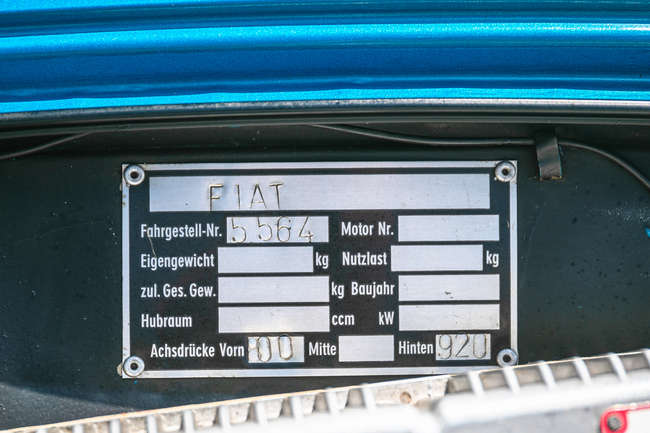 FIAT
Fahrgestell-Nr. 5564 Motor Nr.
Eigengewicht kg Nutzlast kg
zul. Ges. Gew. kg Baujahr
Hubraum ccm kW
Achsdrücke Vorn 00 Mitte Hinten 920